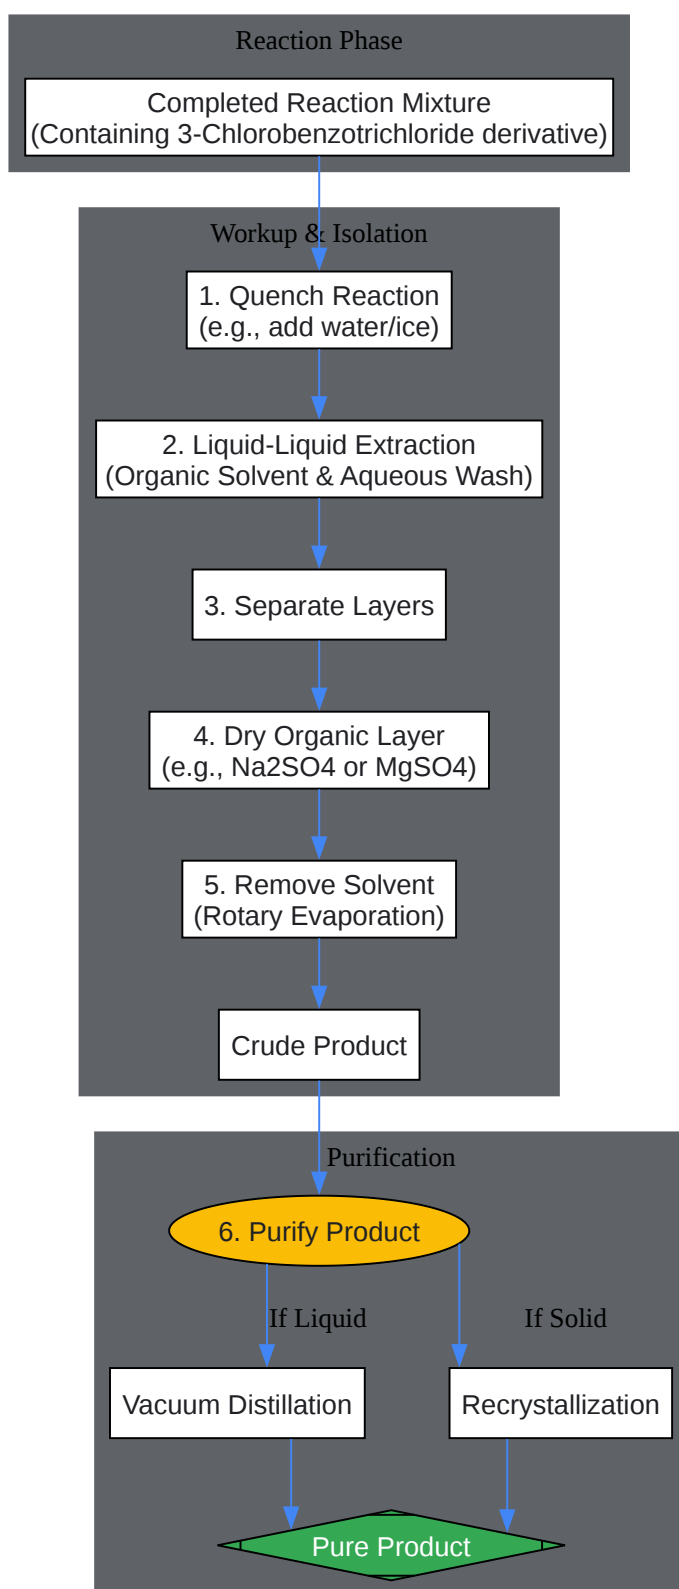 Reaction Phase
Completed Reaction Mixture
(Containing 3-Chlorobenzotrichloride derivative)
Workup & Isolation
1. Quench Reaction
(e.g., add water/ice)
2. Liquid-Liquid Extraction
(Organic Solvent & Aqueous Wash)
3. Separate Layers
4. Dry Organic Layer
(e.g., Na2SO4 or MgSO4)
5. Remove Solvent
(Rotary Evaporation)
Crude Product
Purification
6. Purify Product
If Liquid
If Solid
Vacuum Distillation
Recrystallization
Pure Product